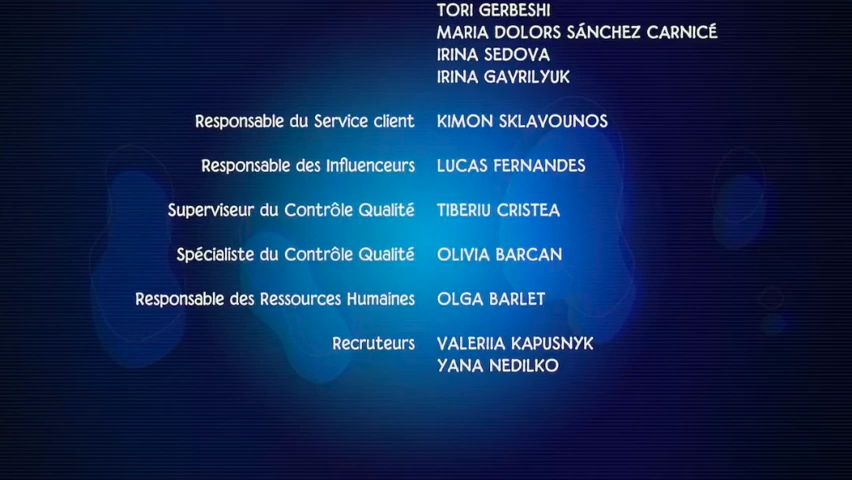 TORI GERBESHI
MARIA DOLORS SÁNCHEZ CARNICÉ
IRINA SEDOVA
IRINA GAVRILYUK
Responsable du Service client KIMON SKLAVOUNOS
Responsable des Influenceurs LUCAS FERNANDES
Superviseur du Contrôle Qualité TIBERIU CRISTEA
Spécialiste du Contrôle Qualité OLIVIA BARCAN
Responsable des Ressources Humaines OLGA BARLET
Recruteurs VALERIIA KAPUSNYK
YANA NEDILKO